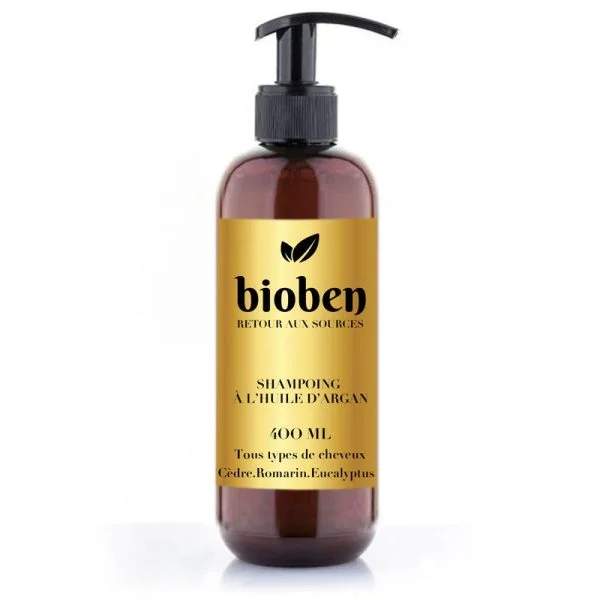 bioben
RETOUR AUX SOURCES
SHAMPOING
À L'HUILE D'ARGAN
400 ML
Tous types de cheveux
Cèdre.Romarin.Eucalyptus